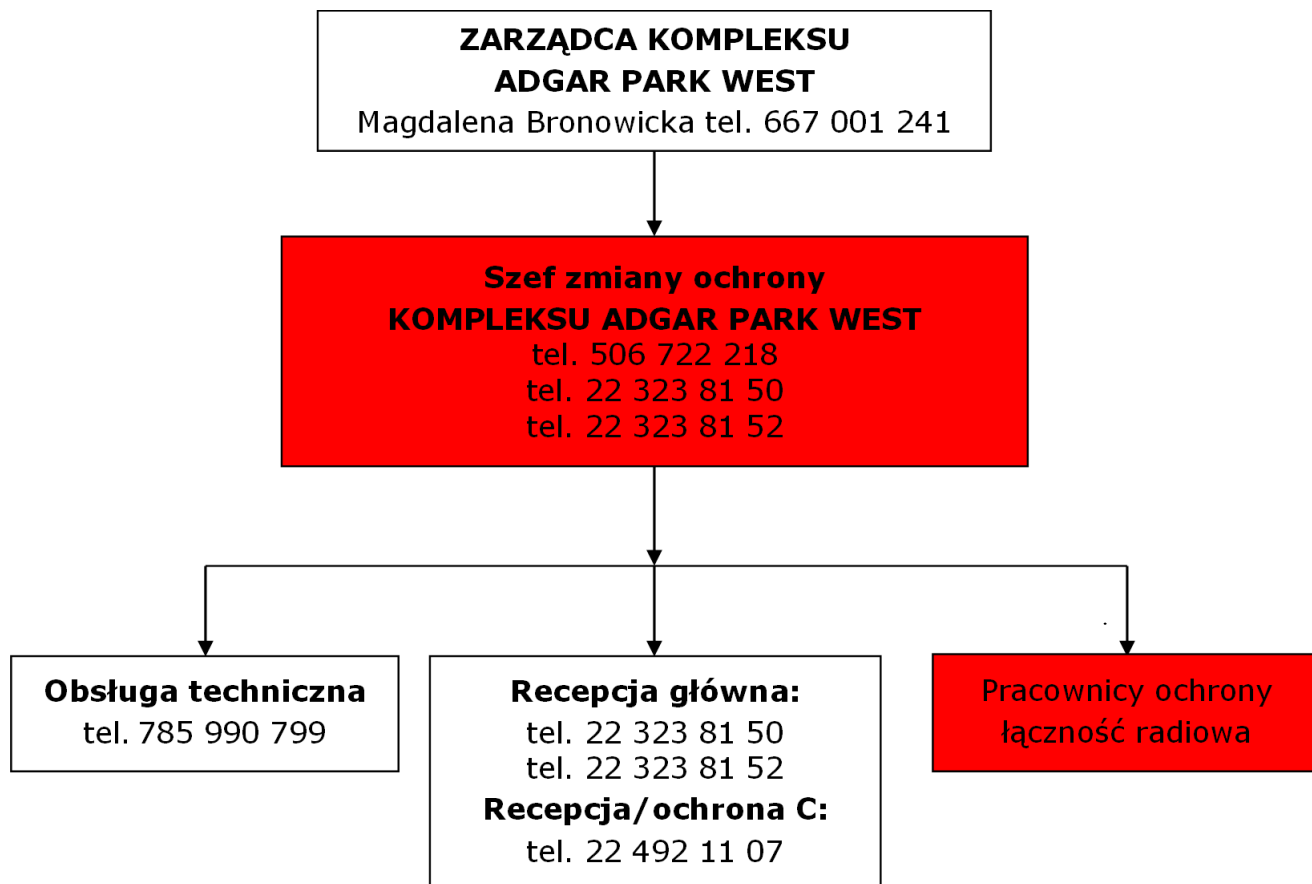 ZARZĄDCA KOMPLEKSU
ADGAR PARK WEST
Magdalena Bronowicka tel. 667 001 241
Szef zmiany ochrony
KOMPLEKSU ADGAR PARK WEST
tel. 506 722 218
tel. 22 323 81 50
tel. 22 323 81 52
Obsługa techniczna
tel. 785 990 799
Recepcja główna:
tel. 22 323 81 50
tel. 22 323 81 52
Recepcja/ochrona C:
tel. 22 492 11 07
Pracownicy ochrony
łączność radiowa